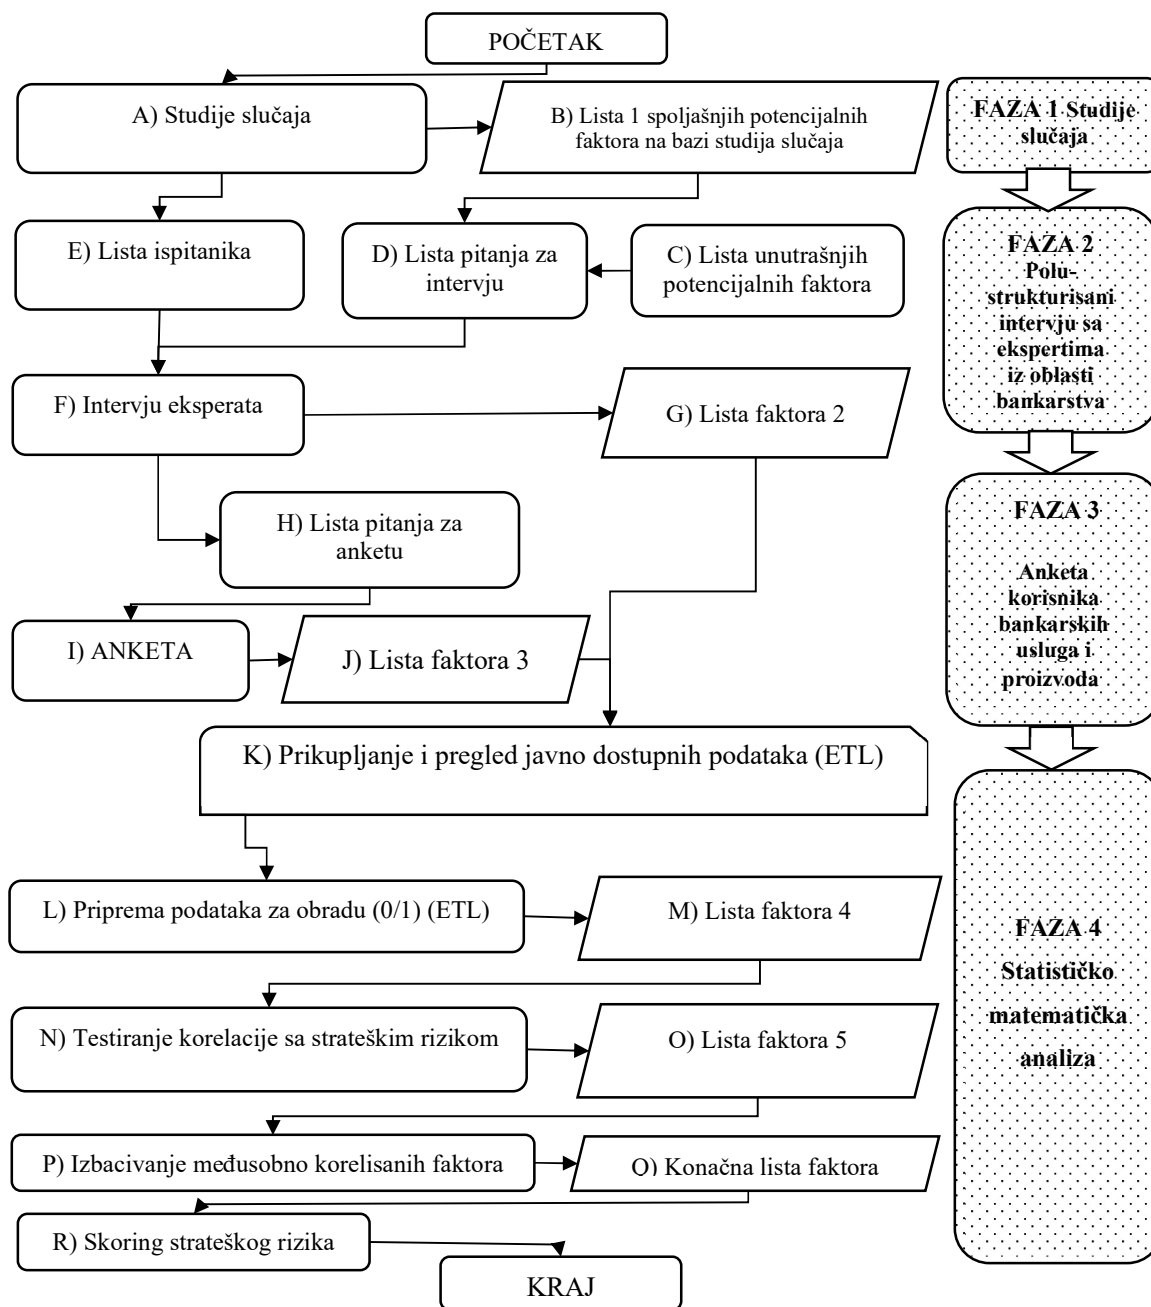 POČETAK
A) Studije slučaja
B) Lista 1 spoljašnjih potencijalnih
faktora na bazi studija slučaja
FAZA 1 Studije
slučaja
E) Lista ispitanika
D) Lista pitanja za
intervju
C) Lista unutrašnjih
potencijalnih faktora
FAZA 2
Polu-
strukturisani
intervju sa
ekspertima
iz oblasti
bankarstva
F) Intervju eksperata
G) Lista faktora 2
H) Lista pitanja za
anketu
FAZA 3
Anketa
korisnika
bankarskih
usluga i
proizvoda
I) ANKETA
J) Lista faktora 3
K) Prikupljanje i pregled javno dostupnih podataka (ETL)
L) Priprema podataka za obradu (0/1) (ETL)
M) Lista faktora 4
FAZA 4
Statističko
matematička
analiza
N) Testiranje korelacije sa strateškim rizikom
O) Lista faktora 5
P) Izbacivanje međusobno korelisanih faktora
Q) Konačna lista faktora
R) Skoring strateškog rizika
KRAJ